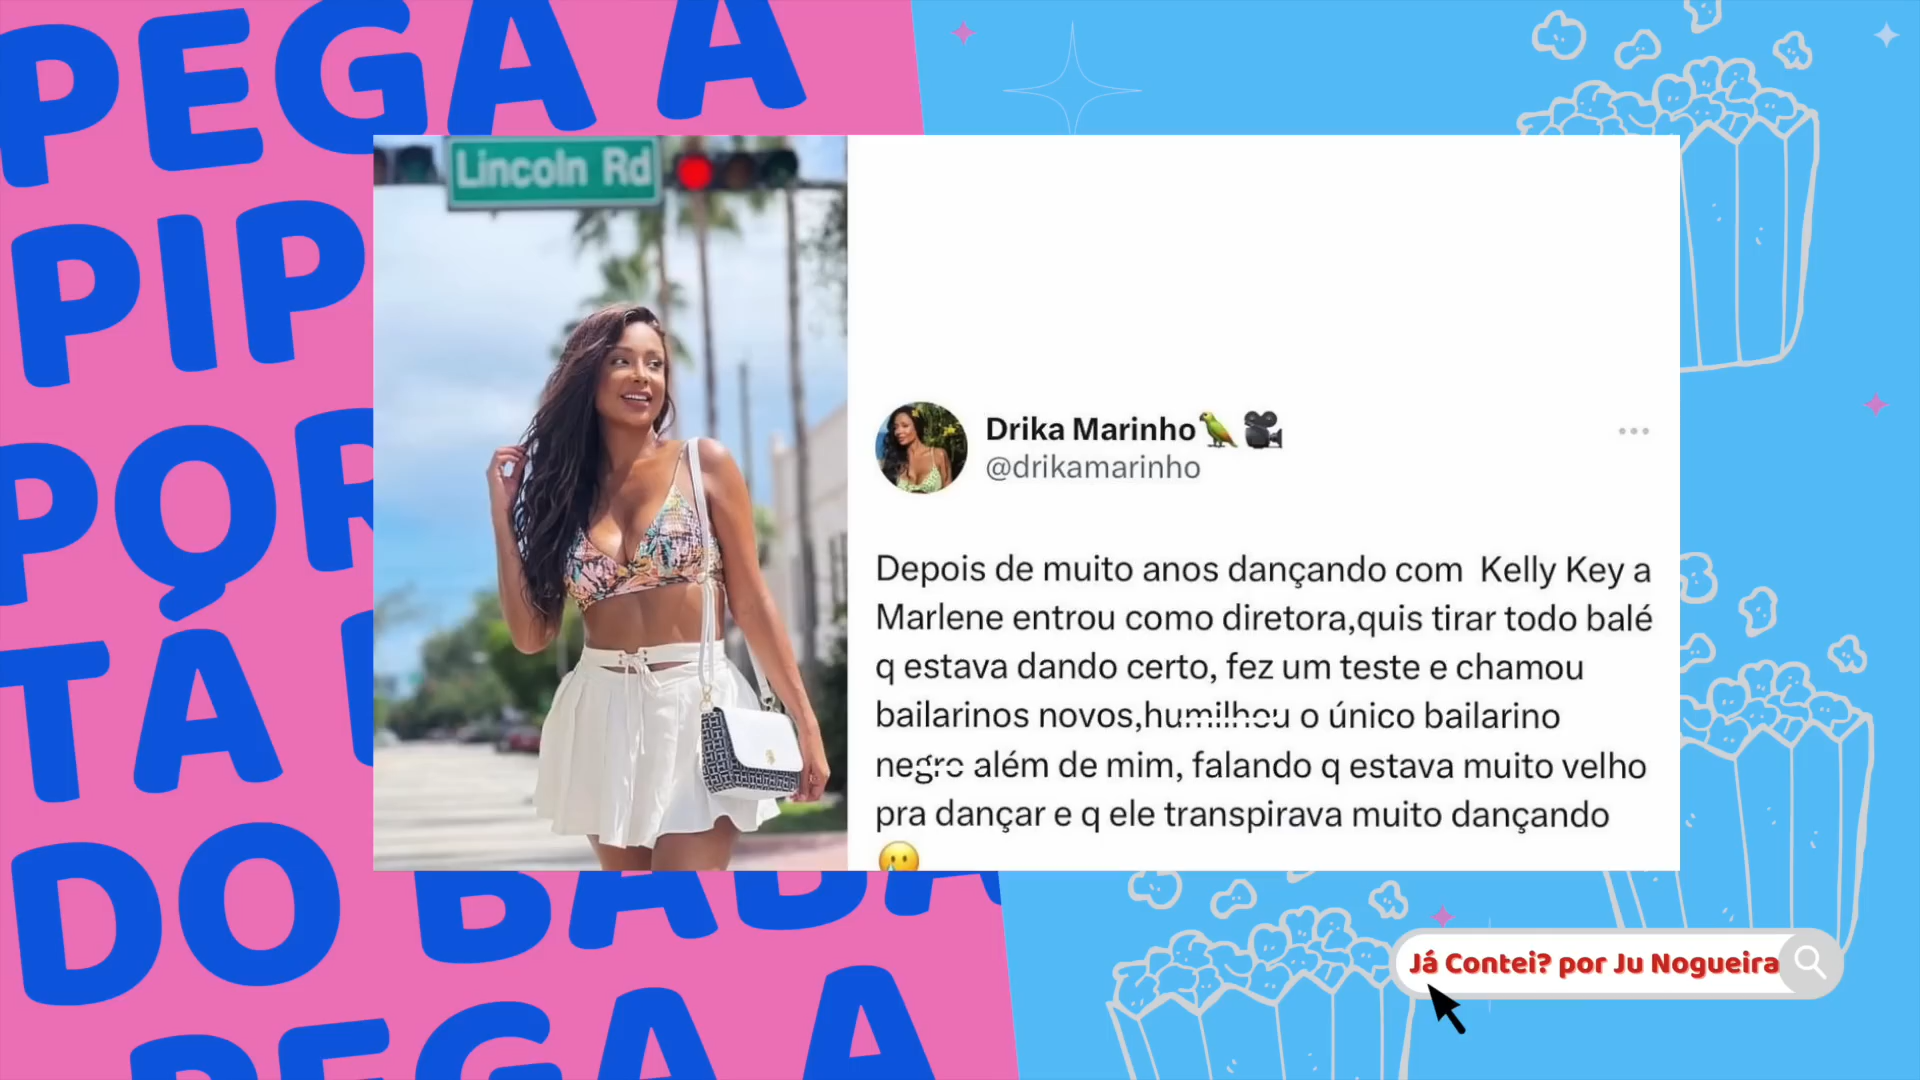 PEGA A
PIP
POR
TÁ
DO BABA
PEGA A
Lincoln Rd
Drika Marinho
@drikamarinho
Depois de muito anos dançando com Kelly Key a
Marlene entrou como diretora,quis tirar todo balé
q estava dando certo, fez um teste e chamou
bailarinos novos,humilhou o único bailarino
negro além de mim, falando q estava muito velho
pra dançar e q ele transpirava muito dançando
Já Contei? por Ju Nogueira